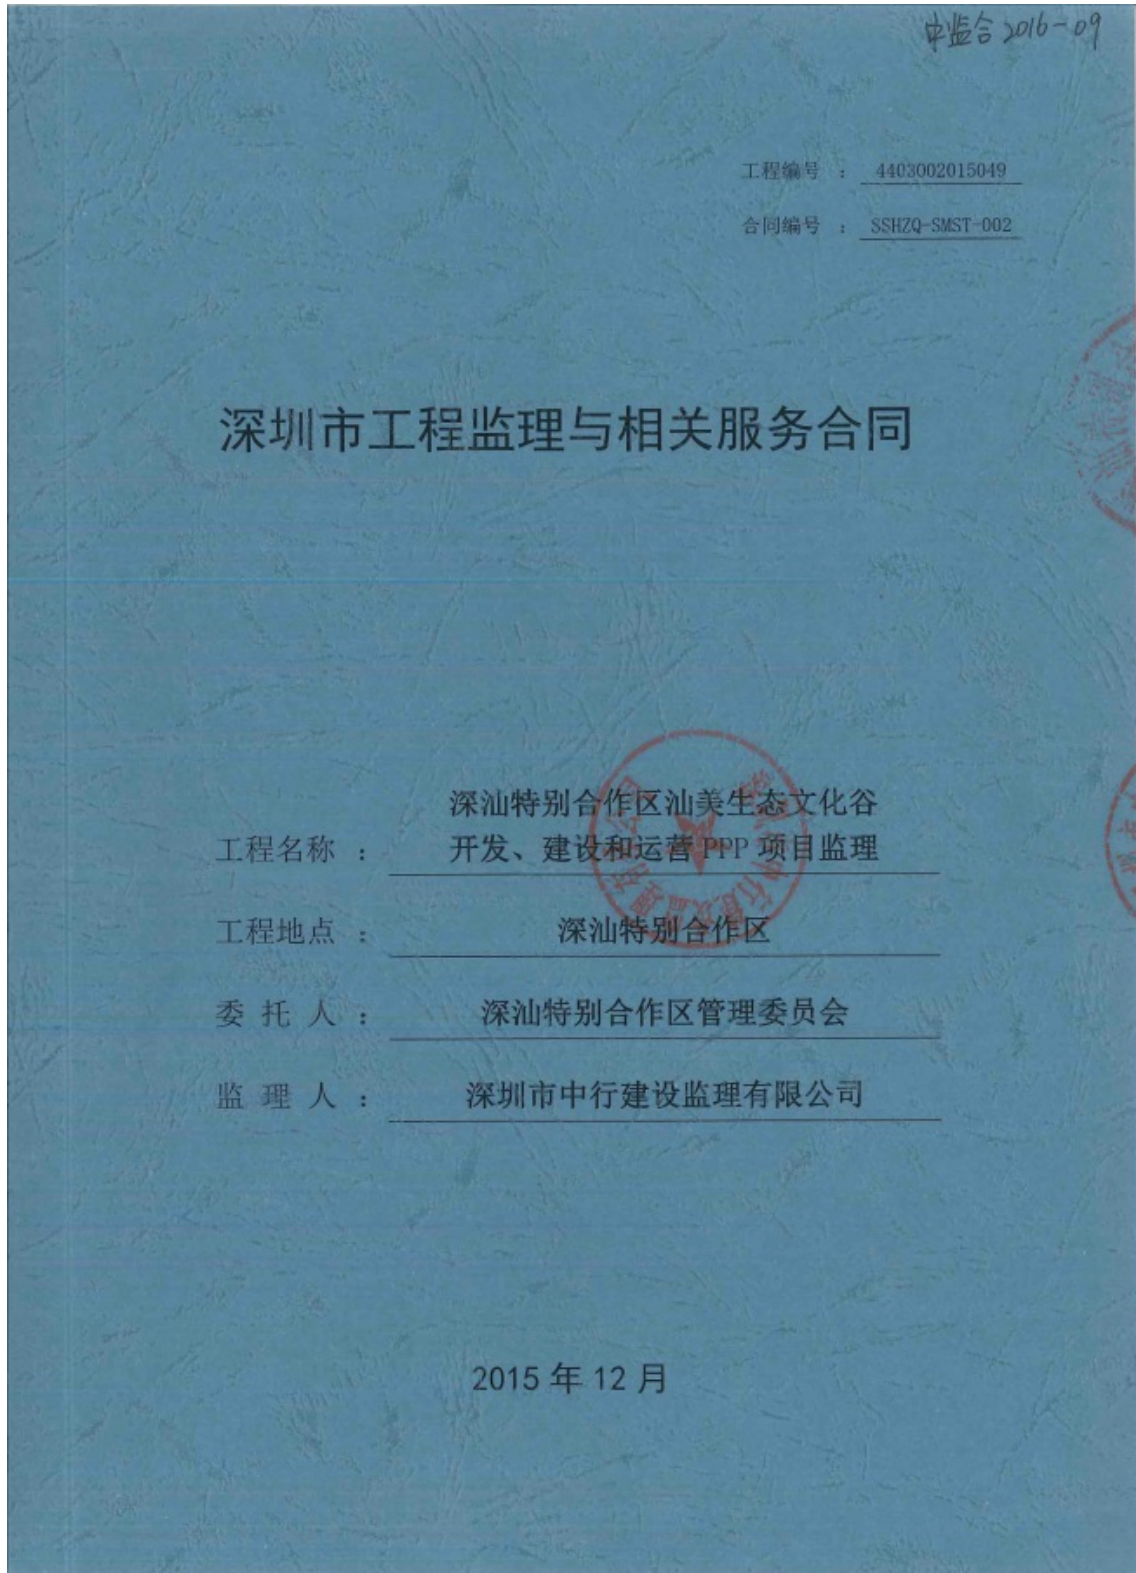 中监合2016-09
工程编号 : 4403002015049
合同编号 : SSHZQ-SMST-002
深圳市工程监理与相关服务合同
深汕特别合作区汕美生态文化谷
工程名称 : 开发、建设和运营 PPP 项目监理
工程地点 : 深汕特别合作区
委 托 人 : 深汕特别合作区管理委员会
监 理 人 : 深圳市中行建设监理有限公司
2015 年 12 月